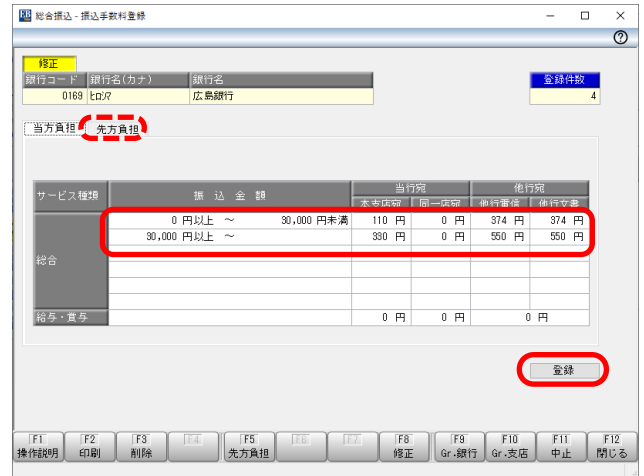 総合振込 - 振込手数料登録
修正
銀行コード 銀行名(カナ) 銀行名 登録件数
0169 ﾋﾛｼﾏ 広島銀行 4
当方負担 先方負担
サービス種類 振 込 金 額 当行宛 他行宛
本支店宛 同一店宛 他行電信 他行文書
0 円以上 ～ 30,000 円未満 110 円 0 円 374 円 374 円
30,000 円以上 ～ 330 円 0 円 550 円 550 円
総合
給与・賞与 0 円 0 円 0 円
登録
F1 F2 F3 F4 F5 F6 F7 F8 F9 F10 F11 F12
操作説明 印刷 削除 先方負担 修正 Gr.銀行 Gr.支店 中止 閉じる